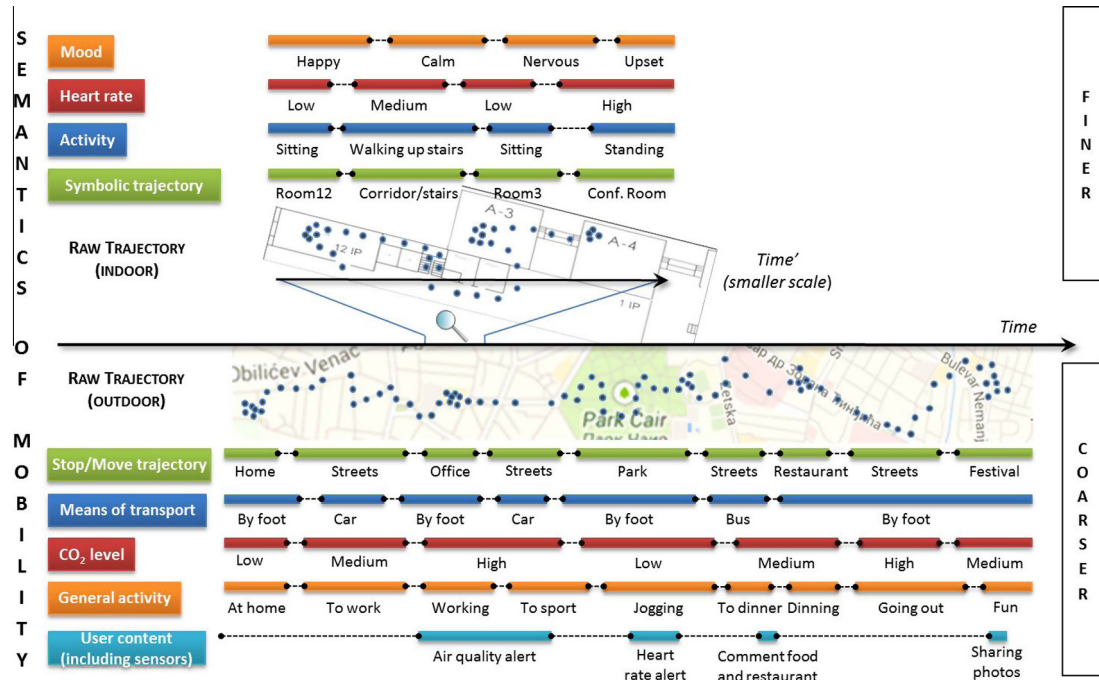 SEMANTICS OF MOBILITY
FINER
COARSER
Mood
Happy Calm Nervous Upset
Heart rate
Low Medium Low High
Activity
Sitting Walking up stairs Sitting Standing
Symbolic trajectory
Room12 Corridor/stairs Room3 Conf. Room
RAW TRAJECTORY
(INDOOR)
12 IP
A-3
A-4
1 IP
Time'
(smaller scale)
Time
RAW TRAJECTORY
(OUTDOOR)
Obilićev Venac
Park Cair
Парк
Bulevar Nemanj
Stop/Move trajectory
Home Streets Office Streets Park Streets Restaurant Streets Festival
Means of transport
By foot Car By foot Car By foot Bus By foot
CO₂ level
Low Medium High Low Medium High Medium
General activity
At home To work Working To sport Jogging To dinner Dinning Going out Fun
User content
(including sensors)
Air quality alert
Heart
rate alert
Comment food
and restaurant
Sharing
photos